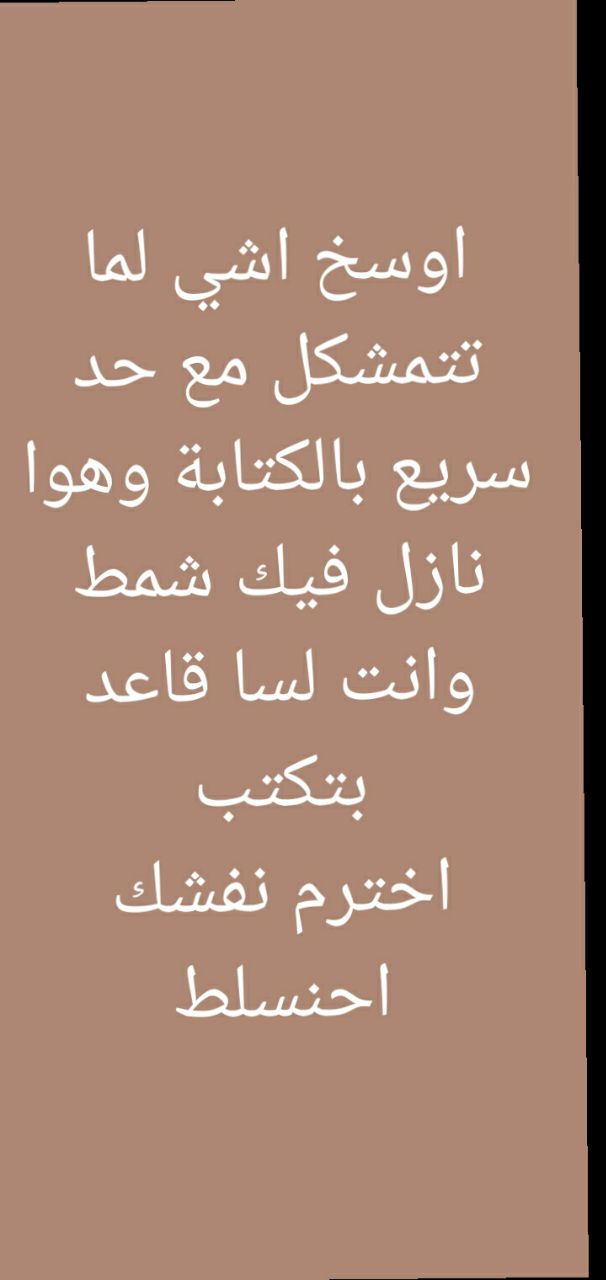 اوسخ اشي لما
تتمشكل مع حد
سريع بالكتابة وهوا
نازل فيك شمط
وانت لسا قاعد
بتكتب
اخترم نفشك
احنسلط